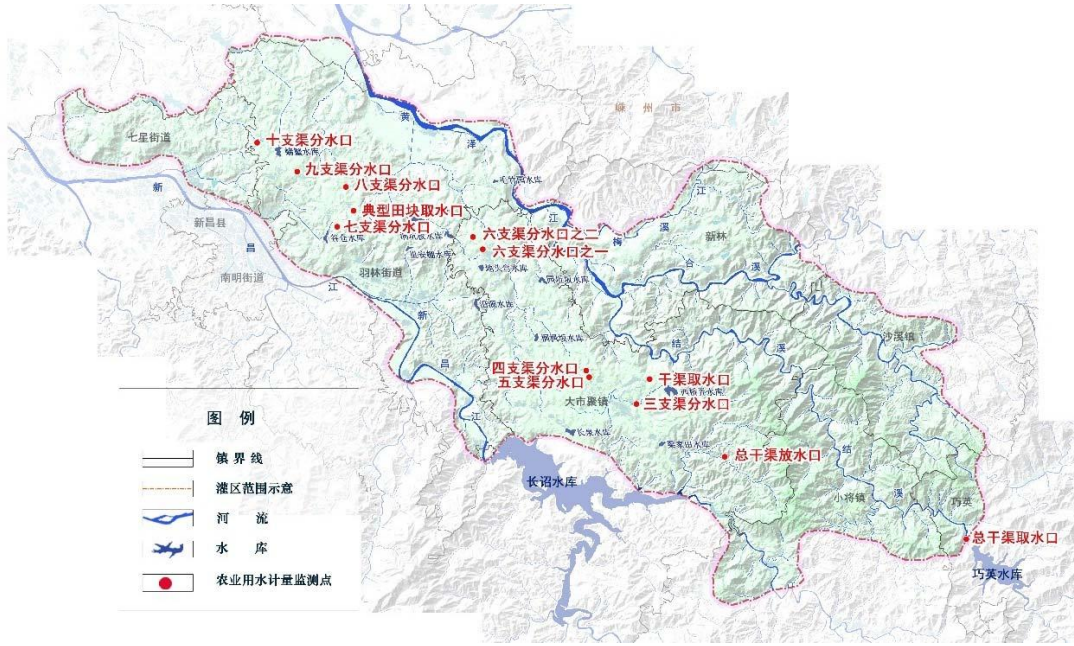 嵊州市
黄
泽
江
七星街道
十支渠分水口
九支渠分水口
八支渠分水口
典型田块取水口
七支渠分水口
六支渠分水口之二
六支渠分水口之一
新
昌
江
新昌县
南明街道
羽林街道
梅
溪
江
新林
合
溪
新
昌
江
结
溪
沙溪镇
四支渠分水口
五支渠分水口
干渠取水口
三支渠分水口
大市聚镇
长泉水库
总干渠放水口
长诏水库
小将镇
结
溪
巧英
总干渠取水口
巧英水库
图 例
镇界线
灌区范围示意
河 流
水 库
农业用水计量监测点